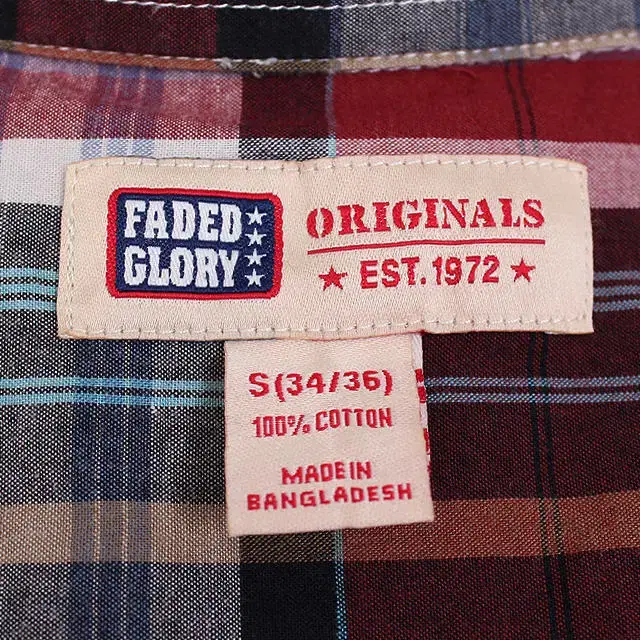 FADED
GLORY
ORIGINALS
★ EST. 1972 ★
S (34/36)
100% COTTON
MADE IN
BANGLADESH